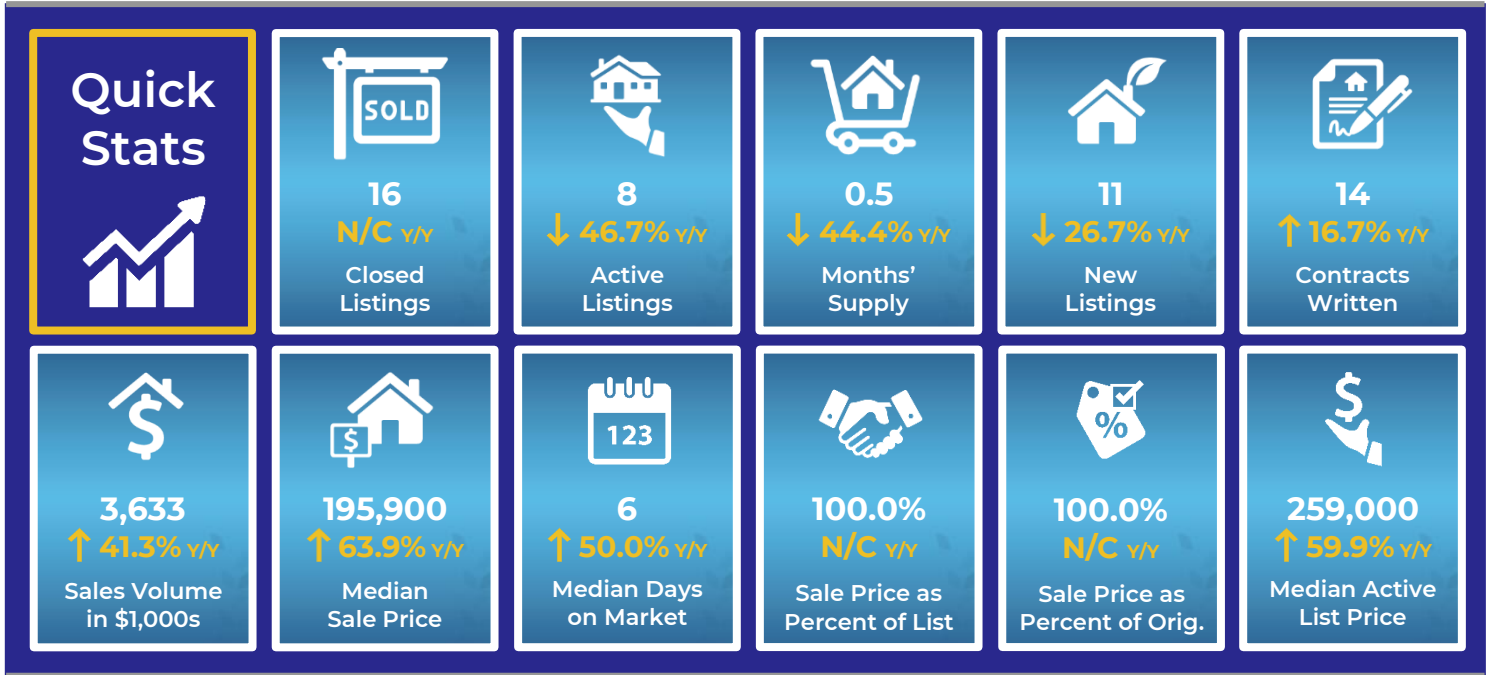 Quick
Stats
SOLD
16
N/C Y/Y
Closed
Listings
8
↓ 46.7% Y/Y
Active
Listings
0.5
↓ 44.4% Y/Y
Months’
Supply
11
↓ 26.7% Y/Y
New
Listings
14
↑ 16.7% Y/Y
Contracts
Written
$
3,633
↑ 41.3% Y/Y
Sales Volume
in $1,000s
$
195,900
↑ 63.9% Y/Y
Median
Sale Price
123
6
↑ 50.0% Y/Y
Median Days
on Market
100.0%
N/C Y/Y
Sale Price as
Percent of List
%
100.0%
N/C Y/Y
Sale Price as
Percent of Orig.
$
259,000
↑ 59.9% Y/Y
Median Active
List Price